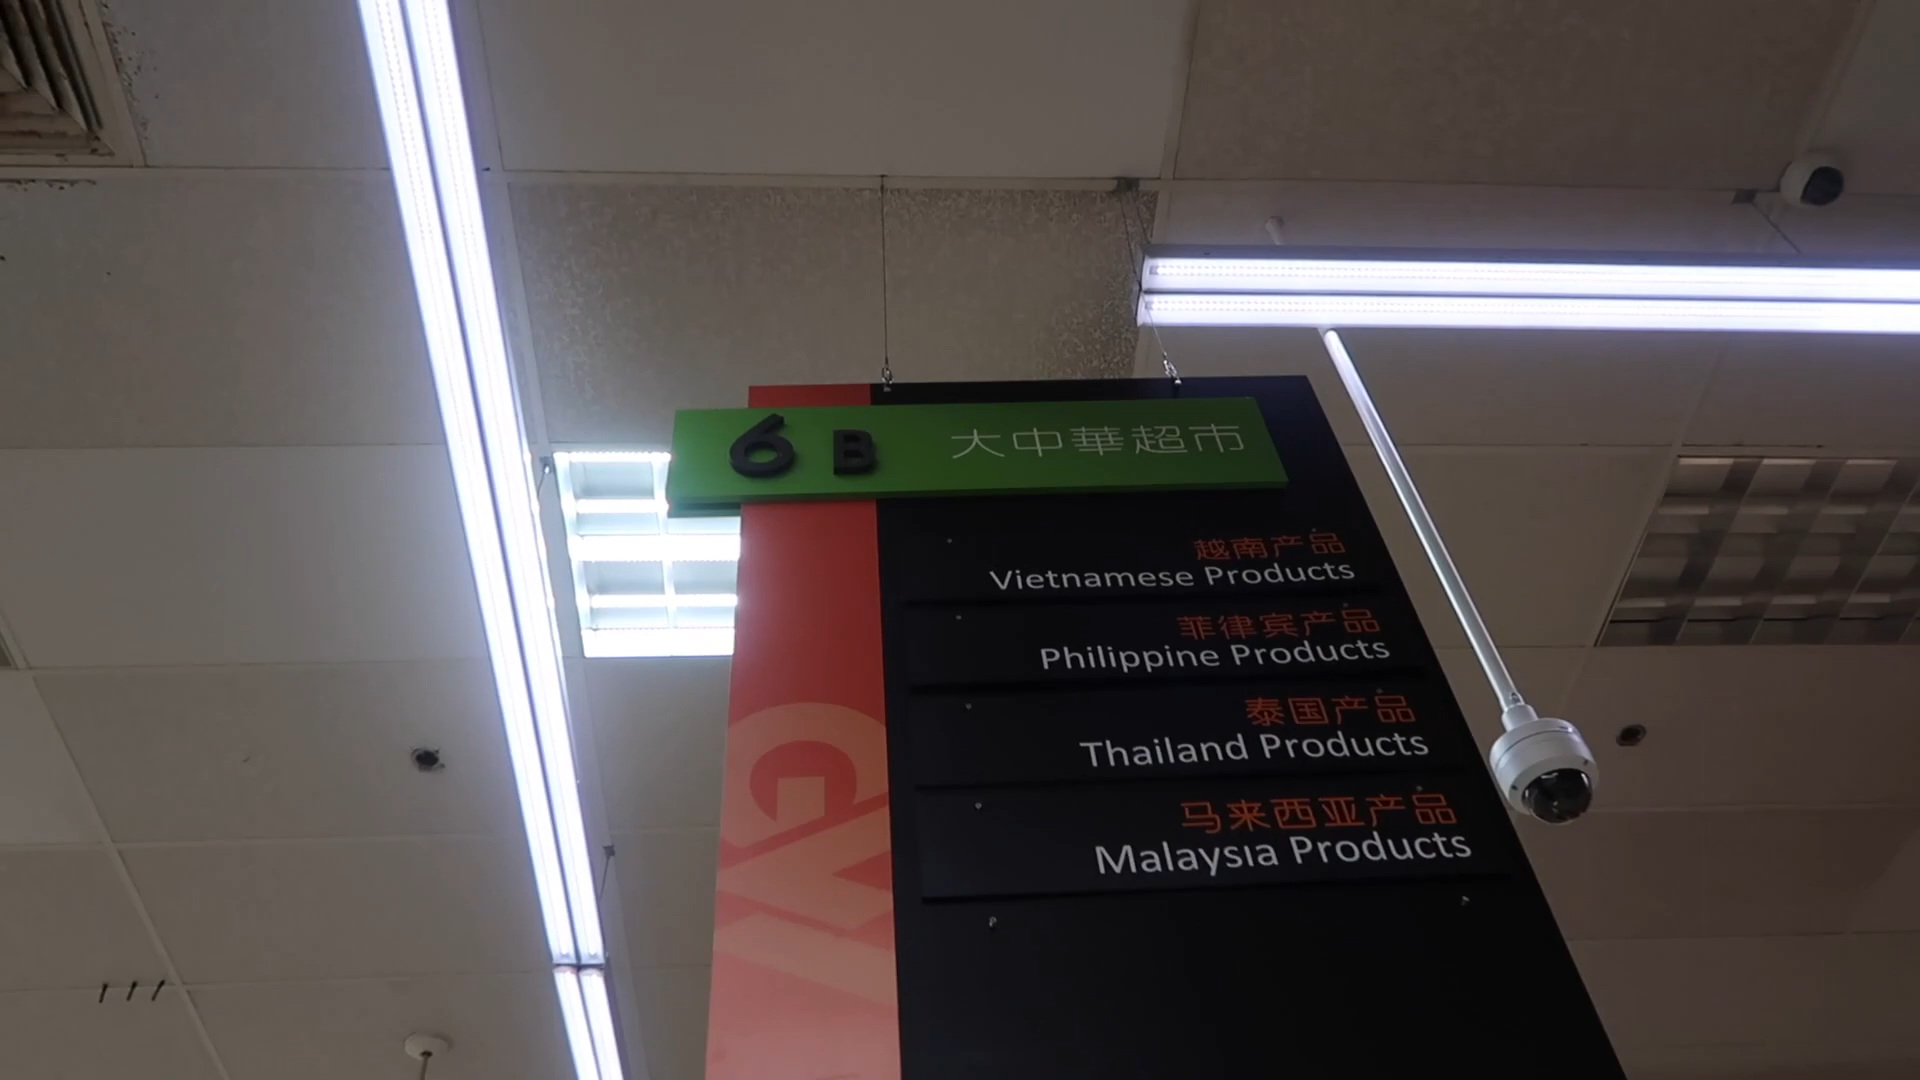 6 B 大中華超市
越南产品
Vietnamese Products
菲律宾产品
Philippine Products
泰国产品
Thailand Products
马来西亚产品
Malaysia Products